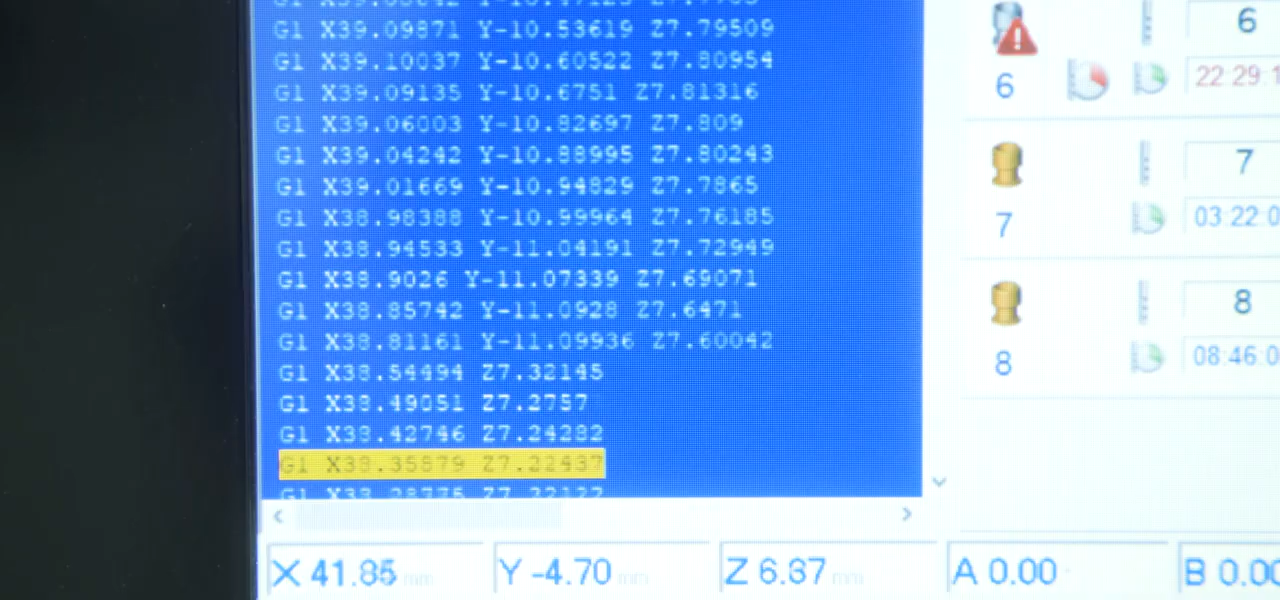 G1 X39.09871 Y-10.53619 Z7.79509
G1 X39.10037 Y-10.60522 Z7.80954
G1 X39.09135 Y-10.6751 Z7.81316
G1 X39.06003 Y-10.82697 Z7.809
G1 X39.04242 Y-10.88995 Z7.80243
G1 X39.01669 Y-10.94829 Z7.7865
G1 X38.98388 Y-10.99964 Z7.76185
G1 X38.94533 Y-11.04191 Z7.72949
G1 X38.9026 Y-11.07339 Z7.69071
G1 X38.85742 Y-11.0928 Z7.6471
G1 X38.81161 Y-11.09936 Z7.60042
G1 X38.54494 Z7.32145
G1 X38.49051 Z7.2757
G1 X38.42746 Z7.24282
G1 X38.35879 Z7.22437
X 41.85 mm
Y -4.70 mm
Z 6.87 mm
A 0.00
B 0.00
6
6
22:29:1
7
7
03:22:0
8
8
08:46:0